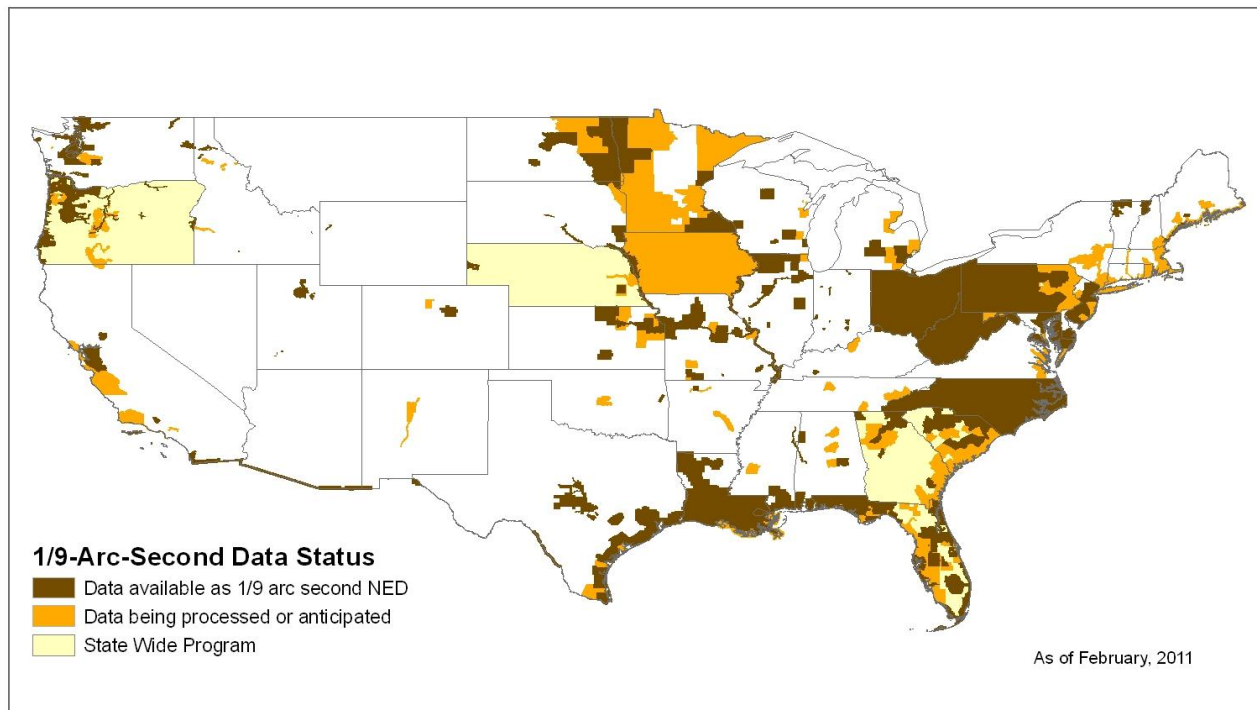 1/9-Arc-Second Data Status
Data available as 1/9 arc second NED
Data being processed or anticipated
State Wide Program
As of February, 2011